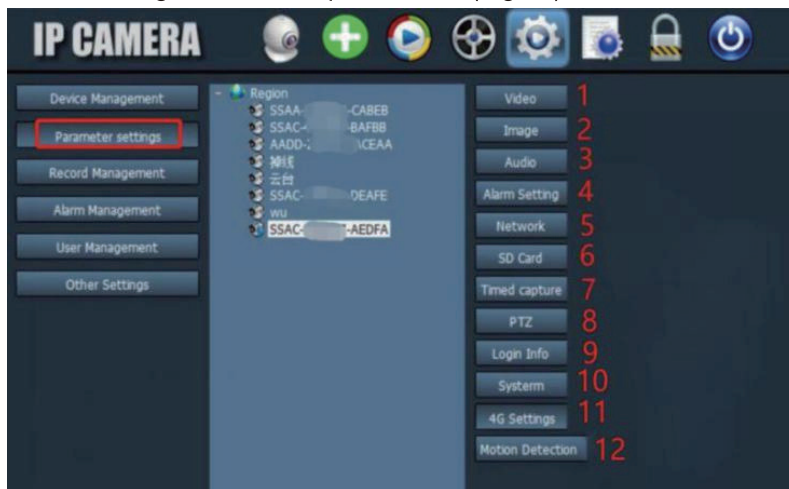 IP CAMERA
Device Management
Parameter settings
Record Management
Alarm Management
User Management
Other Settings
Region
SSAA- -CABEB
SSAC- -BAFBB
AADD- \CEAA
掉线
云台
SSAC- DEAFE
wu
SSAC- -AEDFA
Video 1
Image 2
Audio 3
Alarm Setting 4
Network 5
SD Card 6
Timed capture 7
PTZ 8
Login Info 9
Systerm 10
4G Settings 11
Motion Detection 12